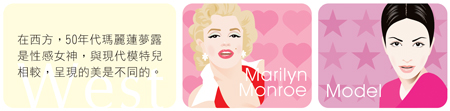 在西方，50年代瑪麗蓮夢露
是性感女神，與現代模特兒
相較，呈現的美是不同的。
West
Marilyn
Monroe
Model